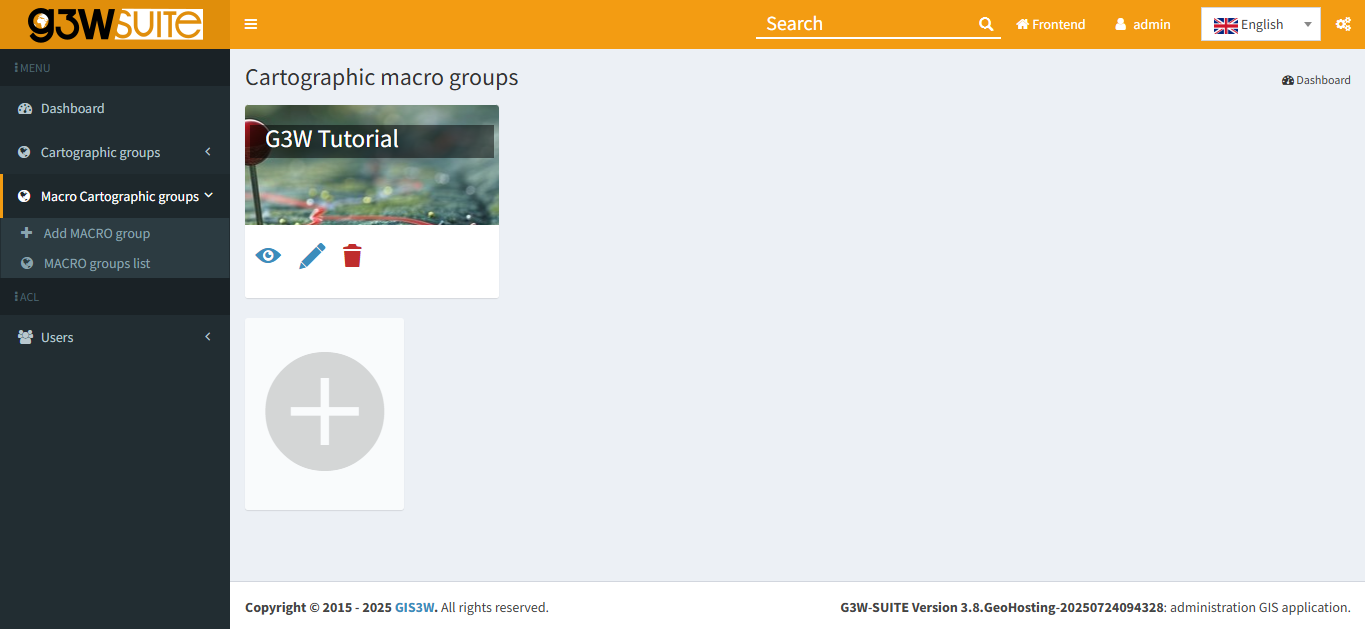 g3WSUITE
Search
Frontend
admin
English
MENU
Dashboard
Cartographic groups
Macro Cartographic groups
Add MACRO group
MACRO groups list
ACL
Users
Cartographic macro groups
Dashboard
G3W Tutorial
Copyright © 2015 - 2025 GIS3W. All rights reserved.
G3W-SUITE Version 3.8.GeoHosting-20250724094328: administration GIS application.